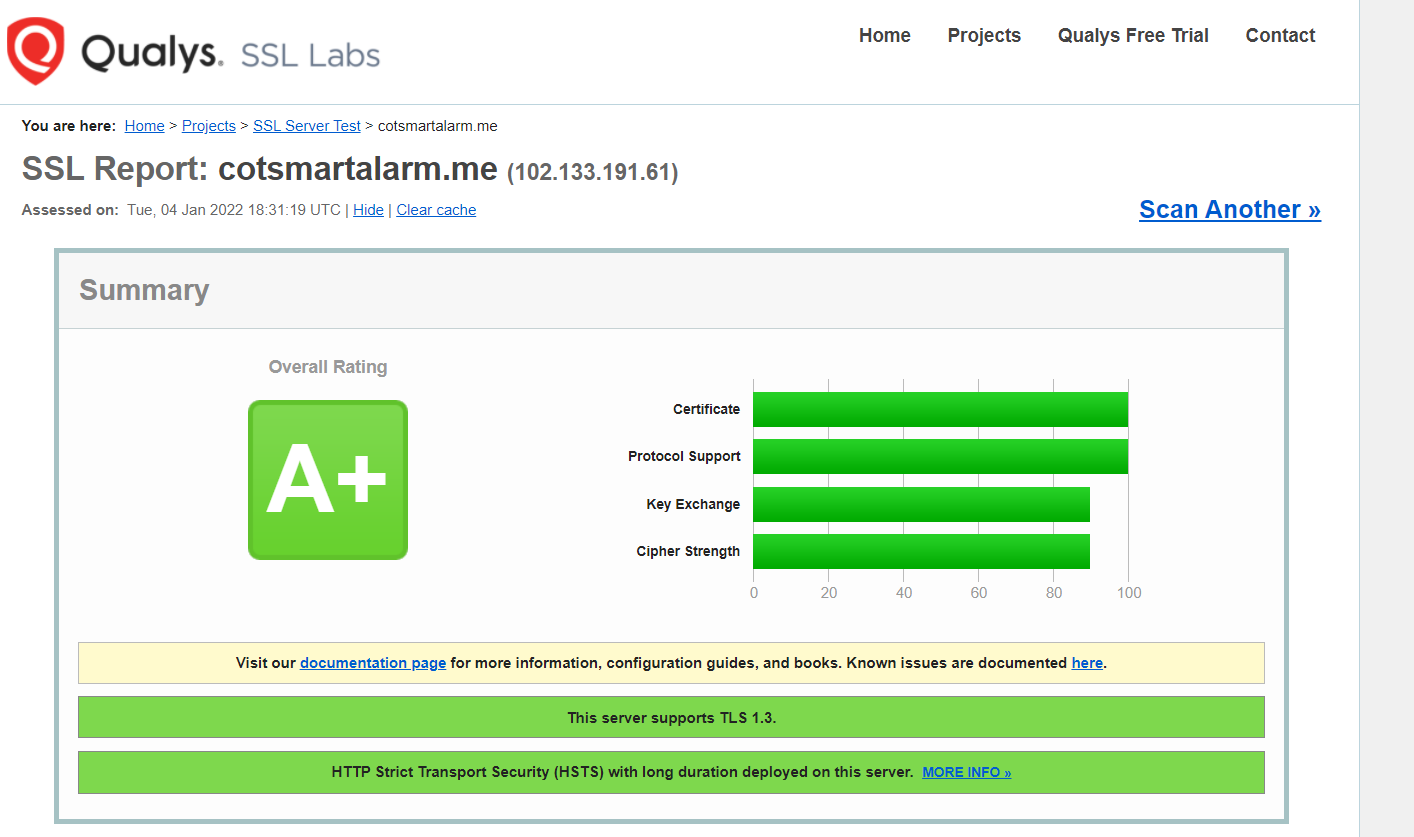 Qualys. SSL Labs
Home Projects Qualys Free Trial Contact
You are here: Home > Projects > SSL Server Test > cotsmartalarm.me
SSL Report: cotsmartalarm.me (102.133.191.61)
Assessed on: Tue, 04 Jan 2022 18:31:19 UTC | Hide | Clear cache
Scan Another »
Summary
Overall Rating
A+
Certificate
Protocol Support
Key Exchange
Cipher Strength
0 20 40 60 80 100
Visit our documentation page for more information, configuration guides, and books. Known issues are documented here.
This server supports TLS 1.3.
HTTP Strict Transport Security (HSTS) with long duration deployed on this server. MORE INFO »